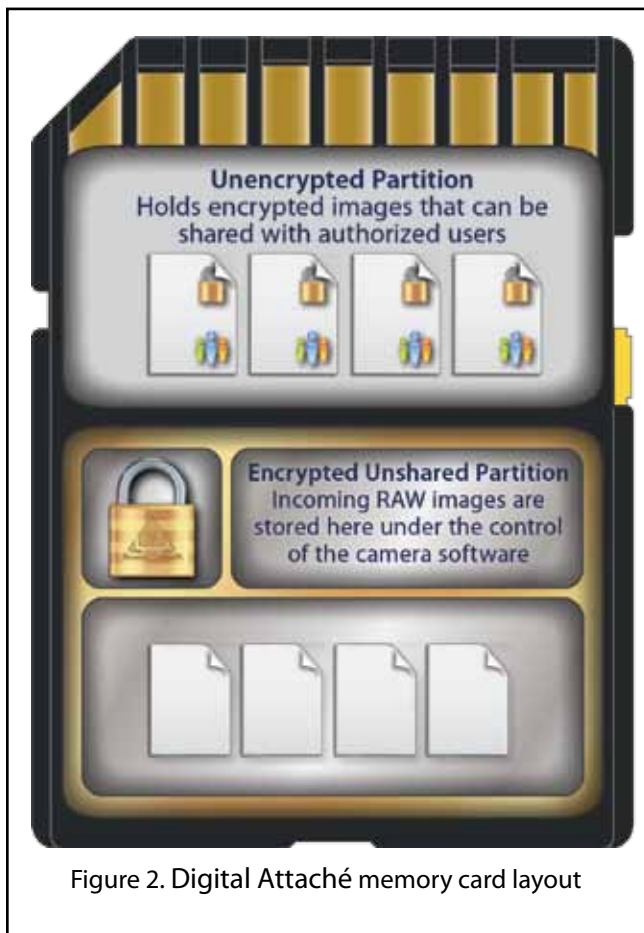 Unencrypted Partition
Holds encrypted images that can be
shared with authorized users
Encrypted Unshared Partition
Incoming RAW images are
stored here under the control
of the camera software
Figure 2. Digital Attaché memory card layout